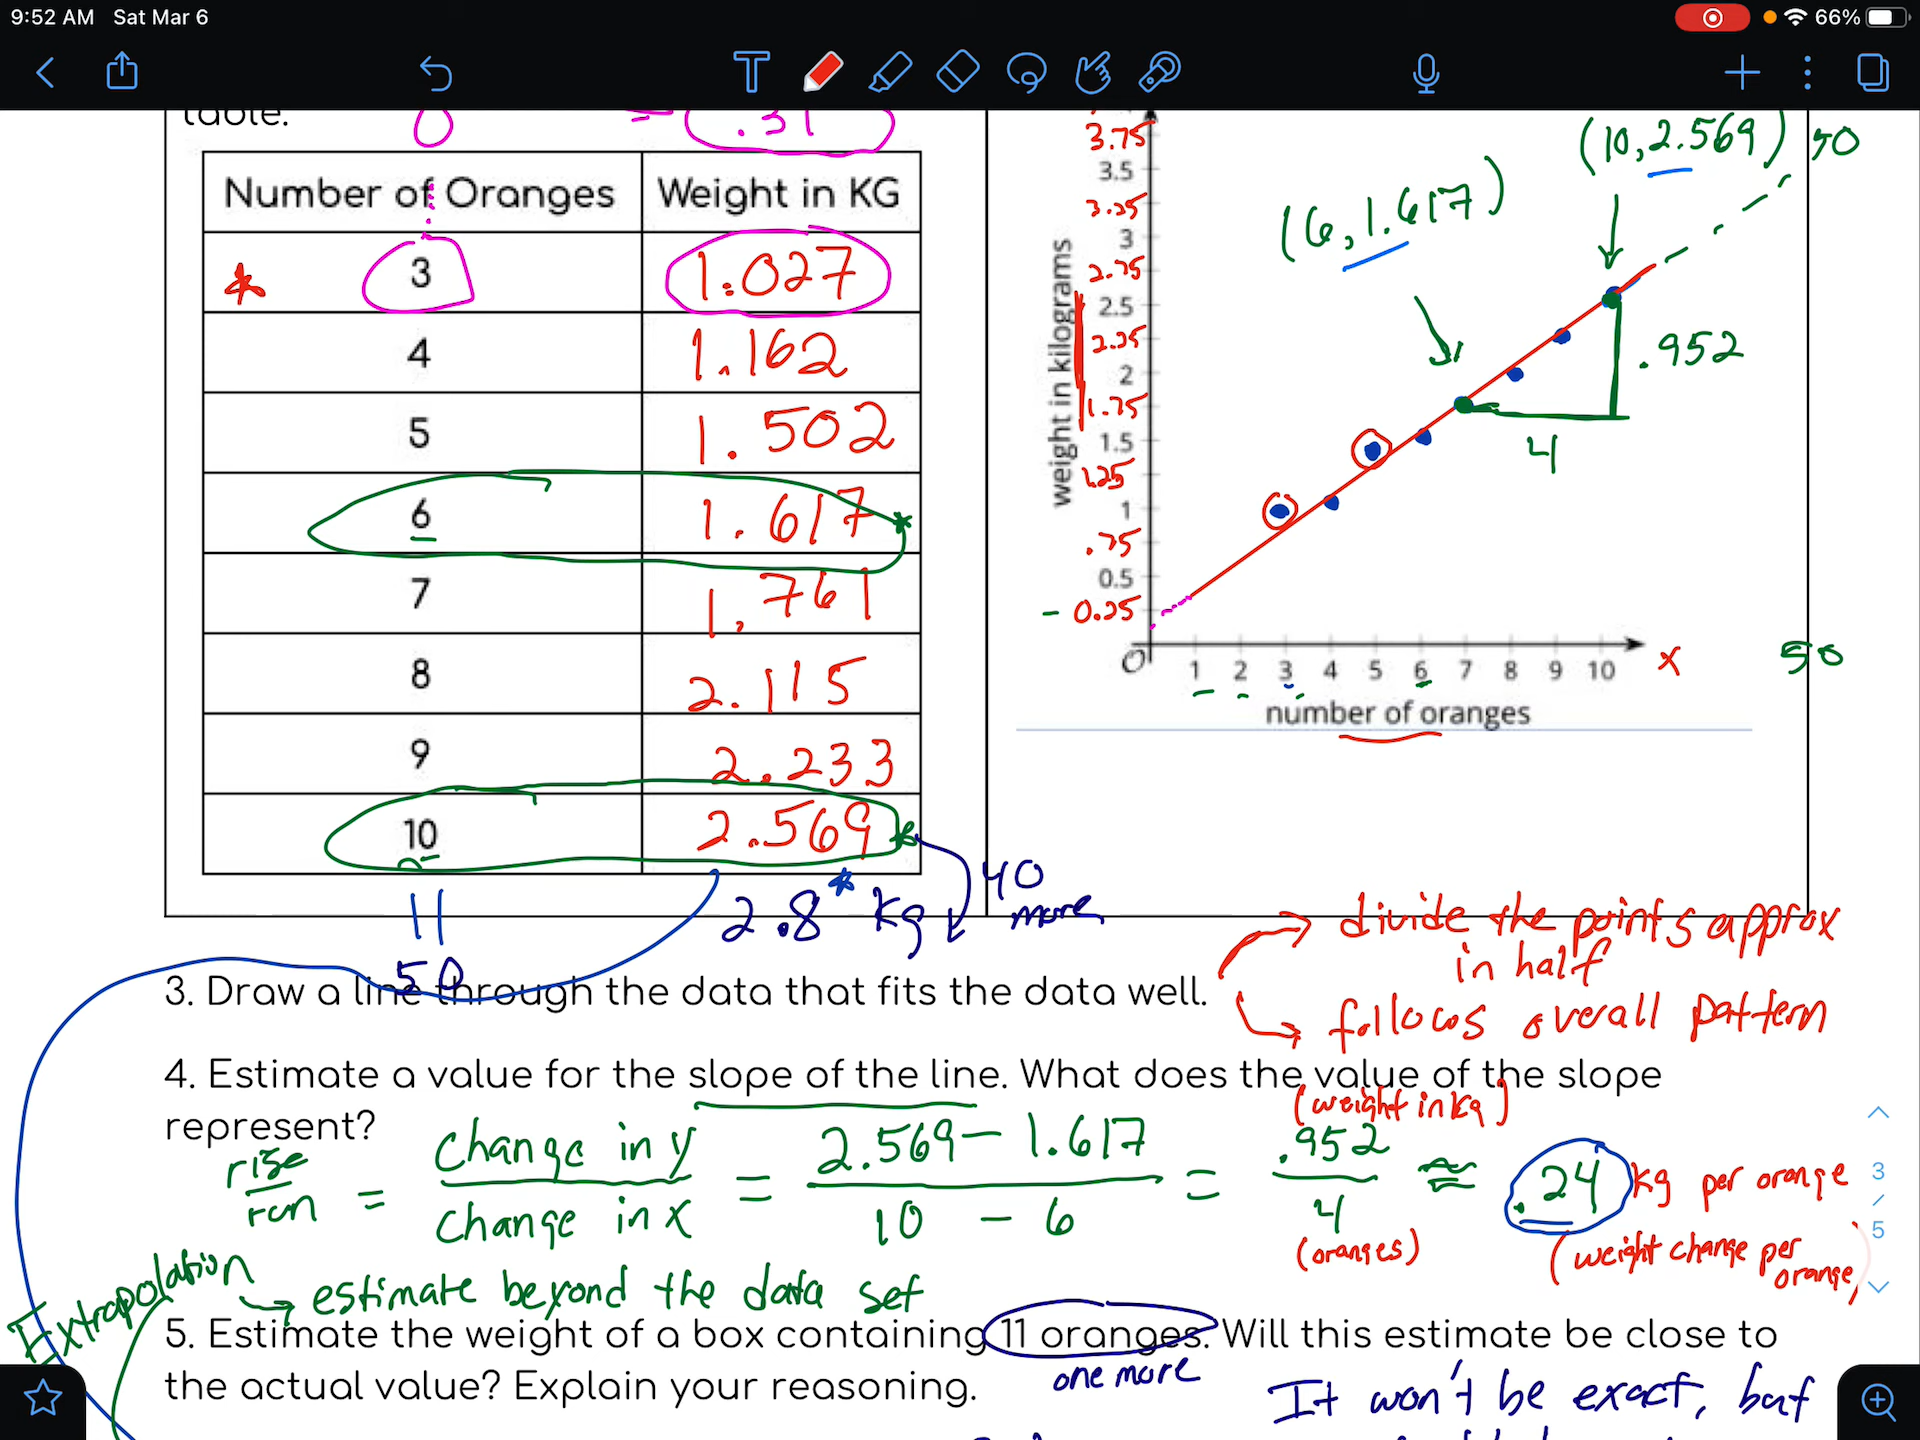 9:52 AM Sat Mar 6
66%
table.
0 = .31
Number of Oranges Weight in KG
* 3 1.027
4 1.162
5 1.502
6 1.617 *
7 1.761
8 2.115
9 2.233
10 2.569 *
11 2.8 kg
50
40
more
3.75
3.5
3.25
3
2.75
2.5
2.25
2
1.75
1.5
1.25
1
.75
0.5
0.25
weight in kilograms
(6, 1.617)
(10, 2.569) 50
.952
4
0 1 2 3 4 5 6 7 8 9 10 x 50
number of oranges
divide the points approx
in half
follows overall pattern
3. Draw a line through the data that fits the data well.
4. Estimate a value for the slope of the line. What does the value of the slope
represent?
rise/run = change in y/change in x = 2.569 - 1.617/10 - 6 = .952/4 ≈ .24 kg per orange
(weight in kg)
(oranges)
(weight change per
orange)
3
/
5
Extrapolation
estimate beyond the data set
5. Estimate the weight of a box containing 11 oranges. Will this estimate be close to
the actual value? Explain your reasoning.
one more
It won't be exact, but